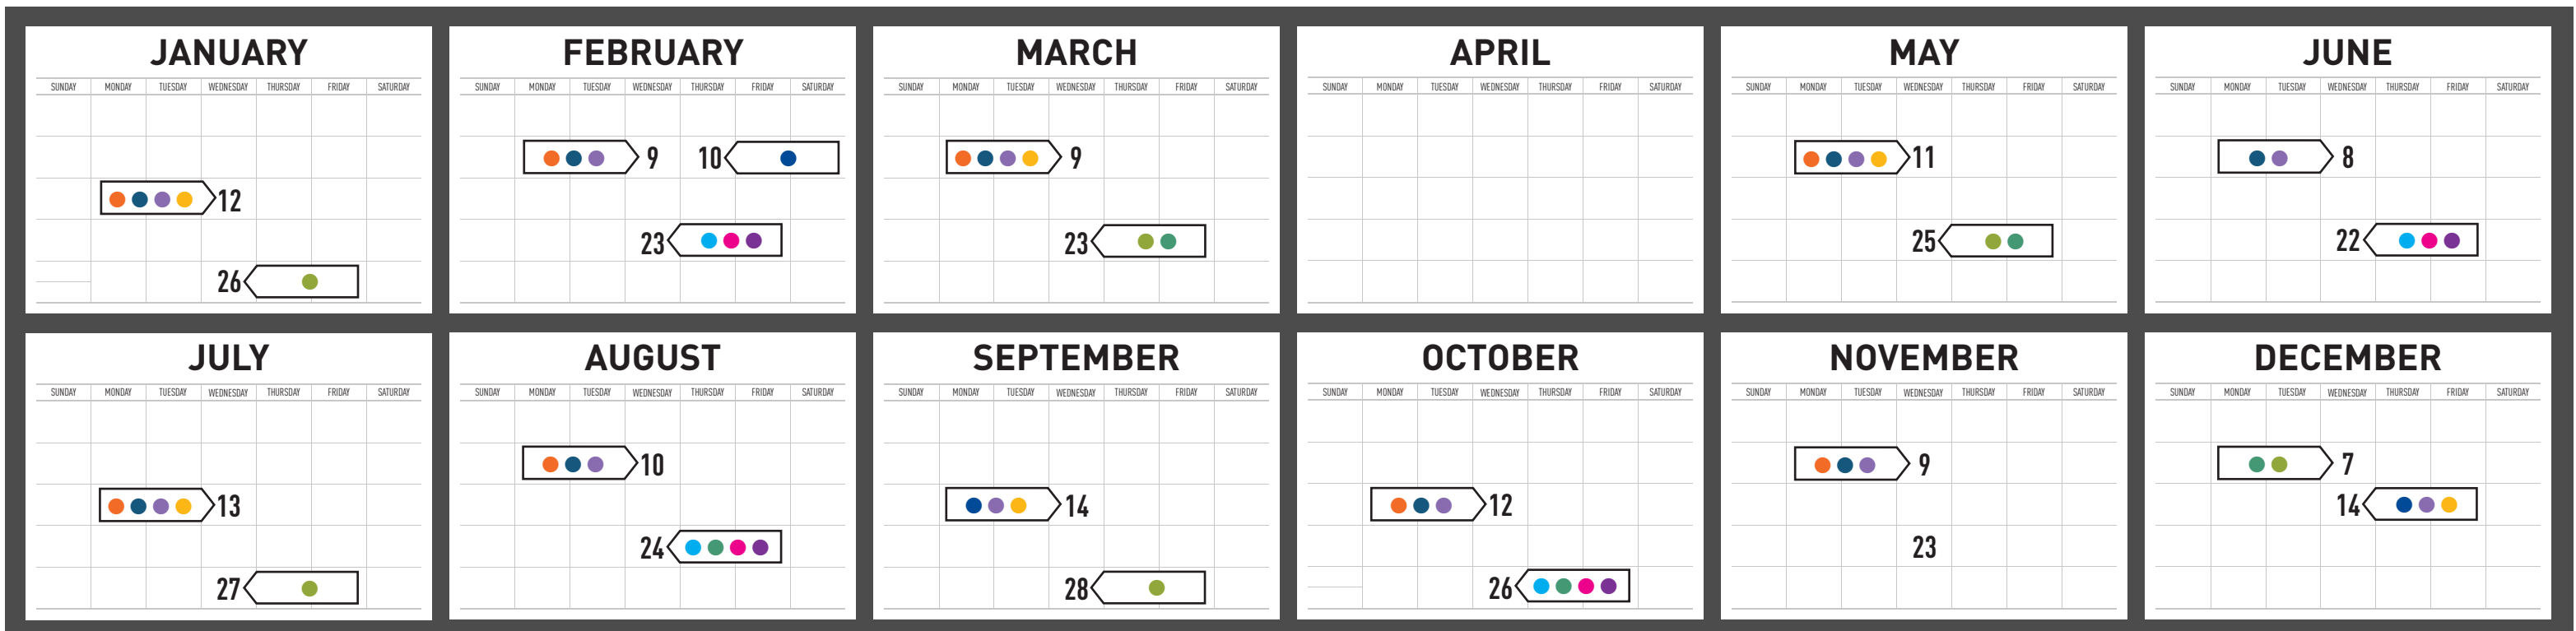 JANUARY
SUNDAY MONDAY TUESDAY WEDNESDAY THURSDAY FRIDAY SATURDAY
12
26
FEBRUARY
SUNDAY MONDAY TUESDAY WEDNESDAY THURSDAY FRIDAY SATURDAY
9 10
23
MARCH
SUNDAY MONDAY TUESDAY WEDNESDAY THURSDAY FRIDAY SATURDAY
9
23
APRIL
SUNDAY MONDAY TUESDAY WEDNESDAY THURSDAY FRIDAY SATURDAY
MAY
SUNDAY MONDAY TUESDAY WEDNESDAY THURSDAY FRIDAY SATURDAY
11
25
JUNE
SUNDAY MONDAY TUESDAY WEDNESDAY THURSDAY FRIDAY SATURDAY
8
22
JULY
SUNDAY MONDAY TUESDAY WEDNESDAY THURSDAY FRIDAY SATURDAY
13
27
AUGUST
SUNDAY MONDAY TUESDAY WEDNESDAY THURSDAY FRIDAY SATURDAY
10
24
SEPTEMBER
SUNDAY MONDAY TUESDAY WEDNESDAY THURSDAY FRIDAY SATURDAY
14
28
OCTOBER
SUNDAY MONDAY TUESDAY WEDNESDAY THURSDAY FRIDAY SATURDAY
12
26
NOVEMBER
SUNDAY MONDAY TUESDAY WEDNESDAY THURSDAY FRIDAY SATURDAY
9
23
DECEMBER
SUNDAY MONDAY TUESDAY WEDNESDAY THURSDAY FRIDAY SATURDAY
7
14